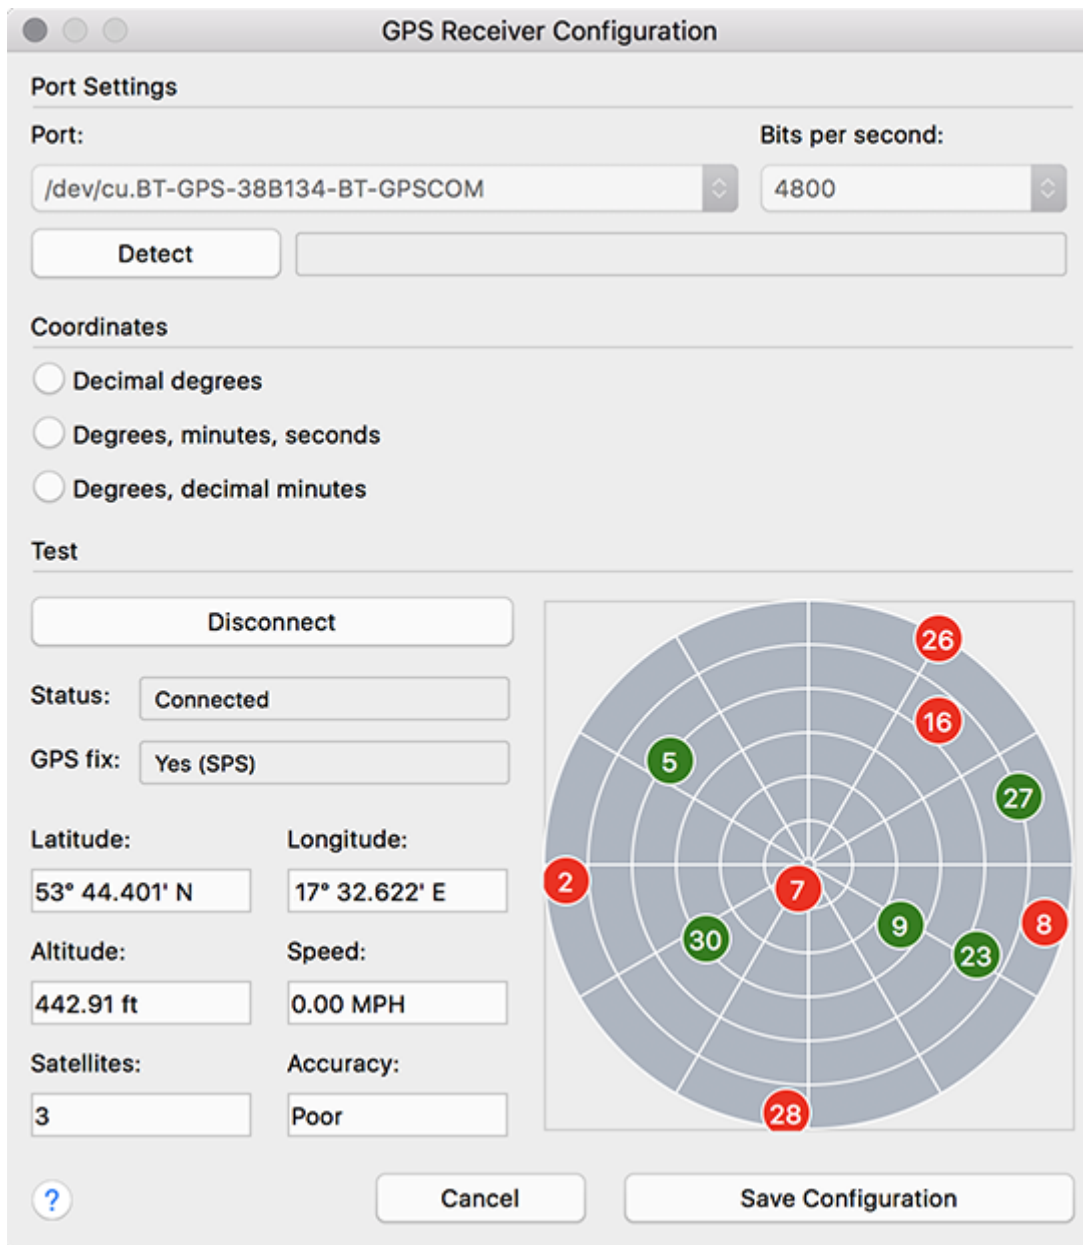 GPS Receiver Configuration
Port Settings
Port:
Bits per second:
/dev/cu.BT-GPS-38B134-BT-GPSCOM
4800
Detect
Coordinates
Decimal degrees
Degrees, minutes, seconds
Degrees, decimal minutes
Test
Disconnect
Status:
Connected
GPS fix:
Yes (SPS)
Latitude:
Longitude:
53° 44.401' N
17° 32.622' E
Altitude:
Speed:
442.91 ft
0.00 MPH
Satellites:
Accuracy:
3
Poor
26
16
5
27
2
7
9
8
30
23
28
?
Cancel
Save Configuration